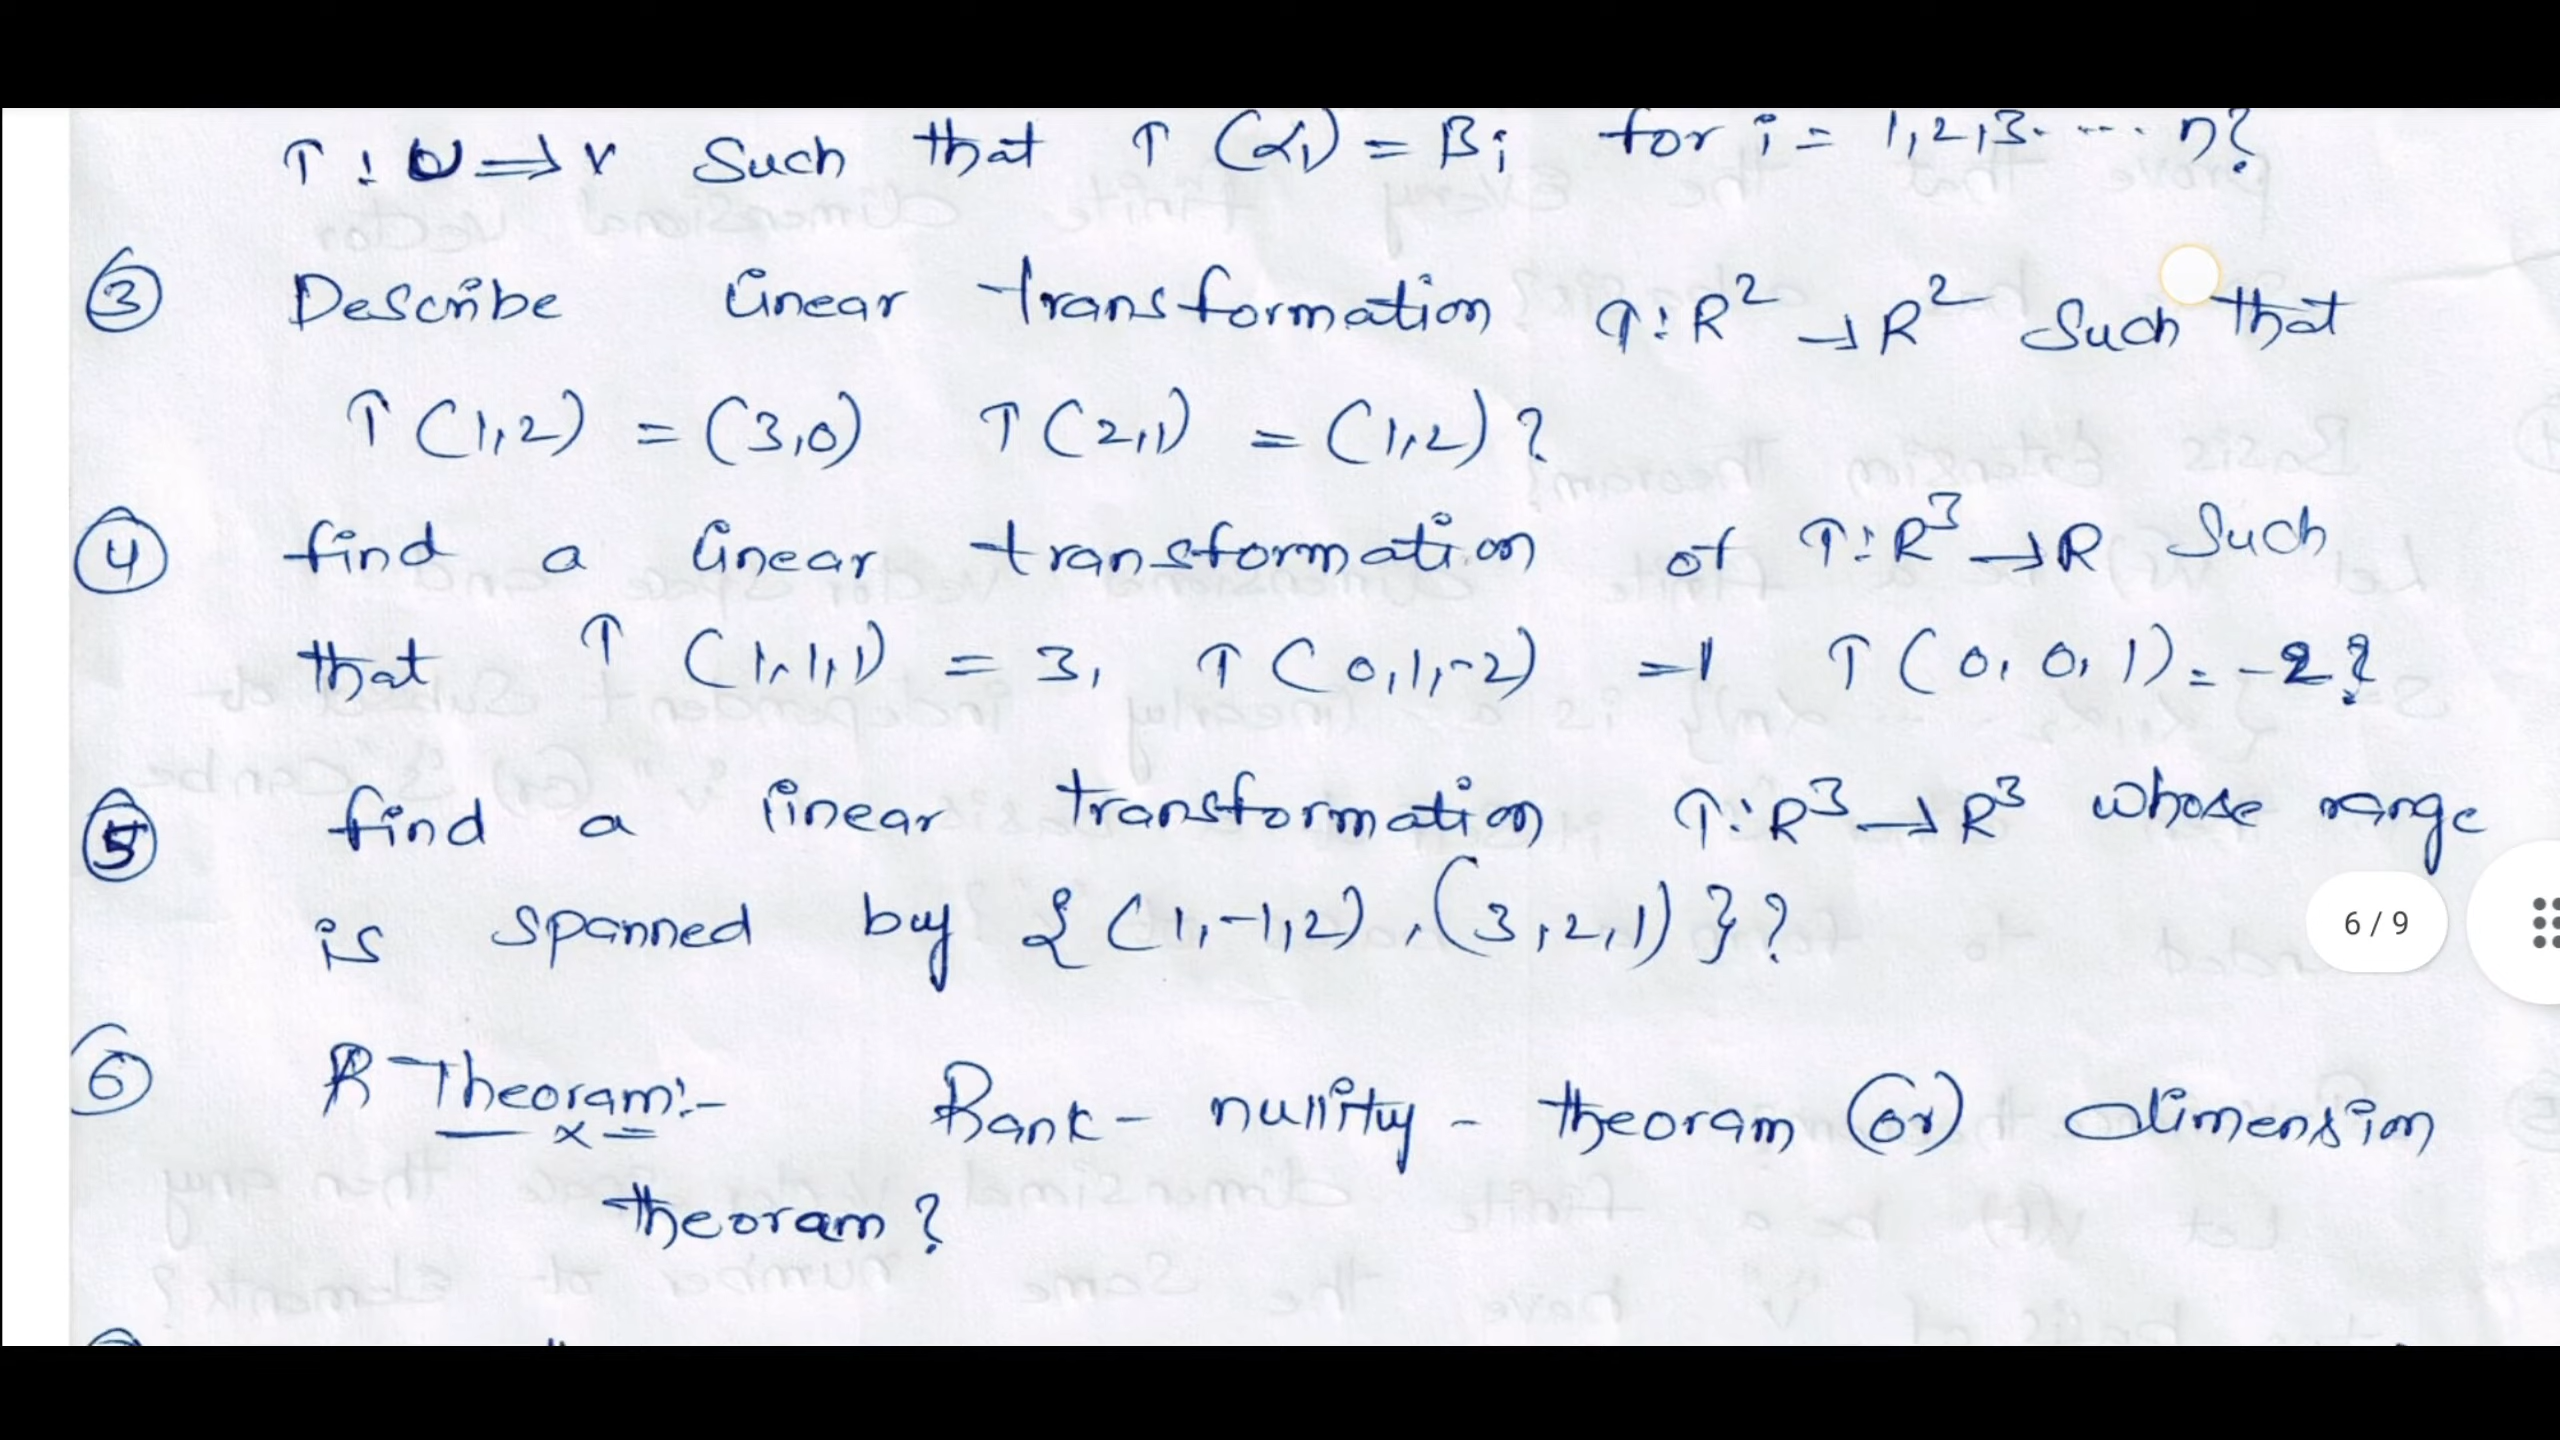 T : U ⇒ V Such that T (αi) = Bi for i = 1,2,3. ... n?
③ Describe linear transformation T:R² → R² Such that
T(1,2) = (3,0) T(2,1) = (1,2)?
④ find a linear transformation of T:R³ → R Such
that T (1,1,1) = 3, T(0,1,-2) =1 T(0,0,1)=-2?
⑤ find a linear transformation T:R³ → R³ whose range
is spanned by {(1,-1,2),(3,2,1)}?
6 / 9
⑥ R Theoram:- Rank - nullity - theoram (or) dimension
theoram?